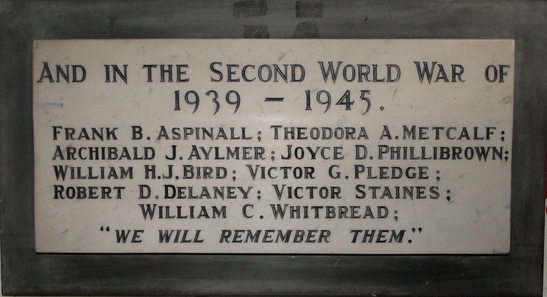 AND IN THE SECOND WORLD WAR OF
1939 - 1945.
FRANK B. ASPINALL; THEODORA A. METCALF;
ARCHIBALD J. AYLMER; JOYCE D. PHILLIBROWN;
WILLIAM H.J. BIRD; VICTOR G. PLEDGE;
ROBERT D. DELANEY; VICTOR STAINES;
WILLIAM C. WHITBREAD;
"WE WILL REMEMBER THEM."